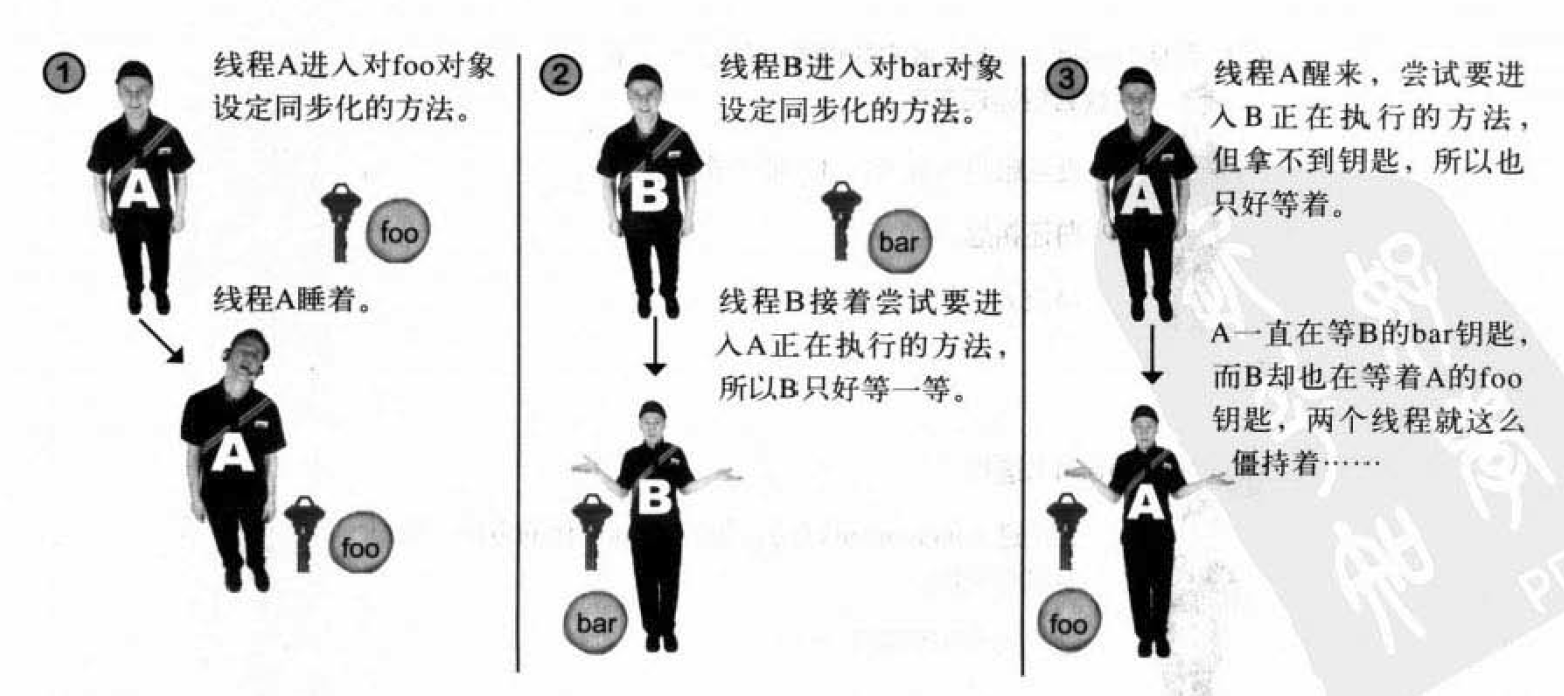 1
线程A进入对foo对象
设定同步化的方法。
A
foo
线程A睡着。
A
foo
2
线程B进入对bar对象
设定同步化的方法。
B
bar
线程B接着尝试要进
入A正在执行的方法，
所以B只好等一等。
B
bar
3
线程A醒来，尝试要进
入B正在执行的方法，
但拿不到钥匙，所以也
只好等着。
A
A一直在等B的bar钥匙，
而B却也在等着A的foo
钥匙，两个线程就这么
僵持着……
A
foo